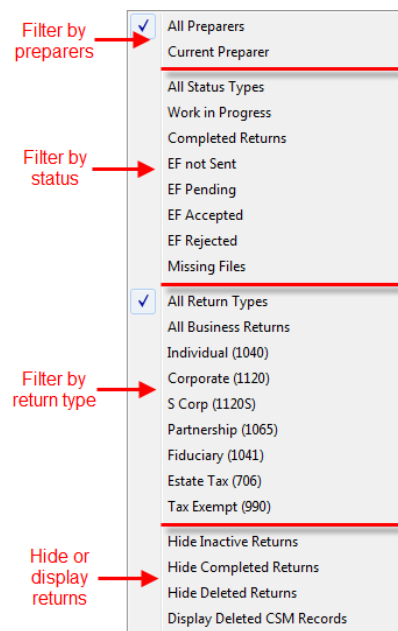 Filter by
preparers
All Preparers
Current Preparer
Filter by
status
All Status Types
Work in Progress
Completed Returns
EF not Sent
EF Pending
EF Accepted
EF Rejected
Missing Files
Filter by
return type
All Return Types
All Business Returns
Individual (1040)
Corporate (1120)
S Corp (1120S)
Partnership (1065)
Fiduciary (1041)
Estate Tax (706)
Tax Exempt (990)
Hide or
display
returns
Hide Inactive Returns
Hide Completed Returns
Hide Deleted Returns
Display Deleted CSM Records